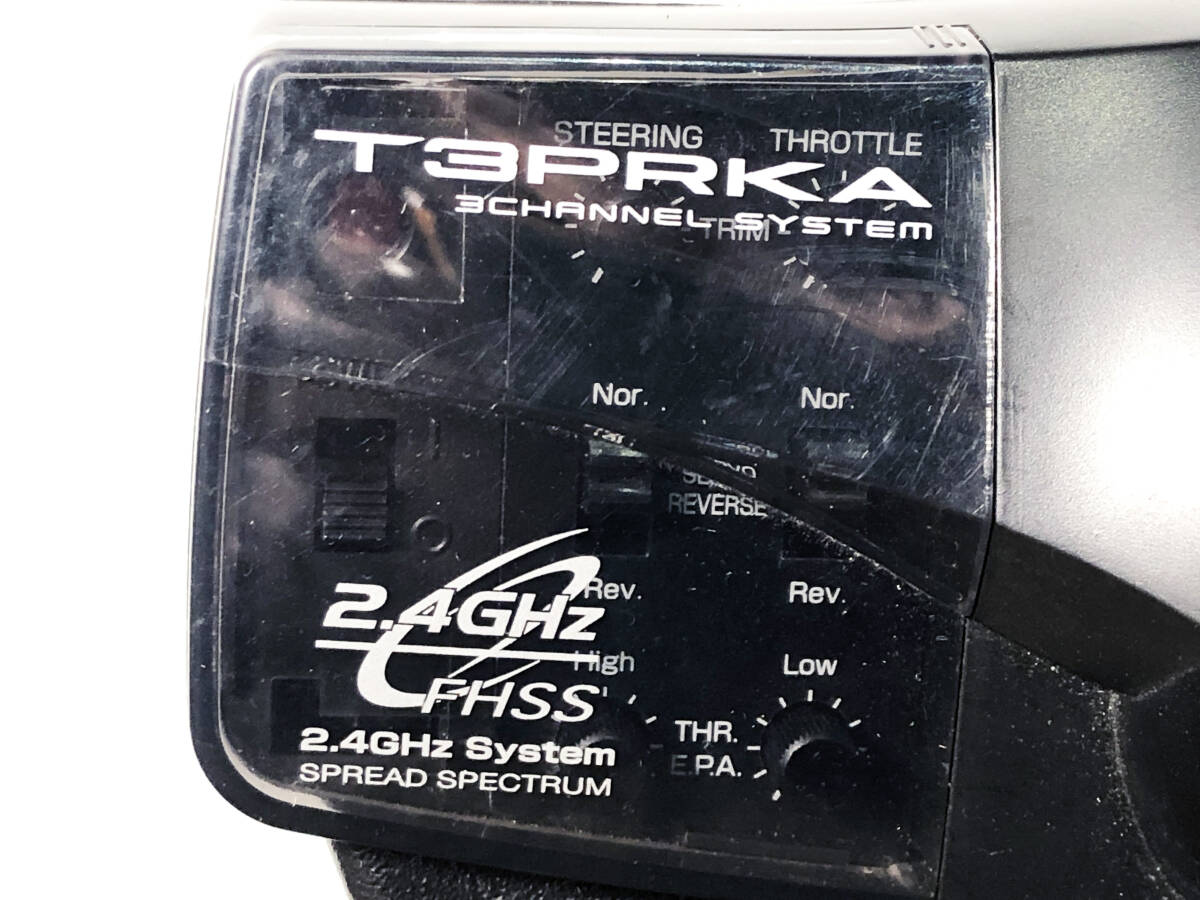 STEERING THROTTLE
T3PRKA
3CHANNEL SYSTEM
TRIM
Nor. Nor.
REVERSE
Rev. Rev.
2.4GHz
High Low
FHSS
THR.
E.P.A.
2.4GHz System
SPREAD SPECTRUM